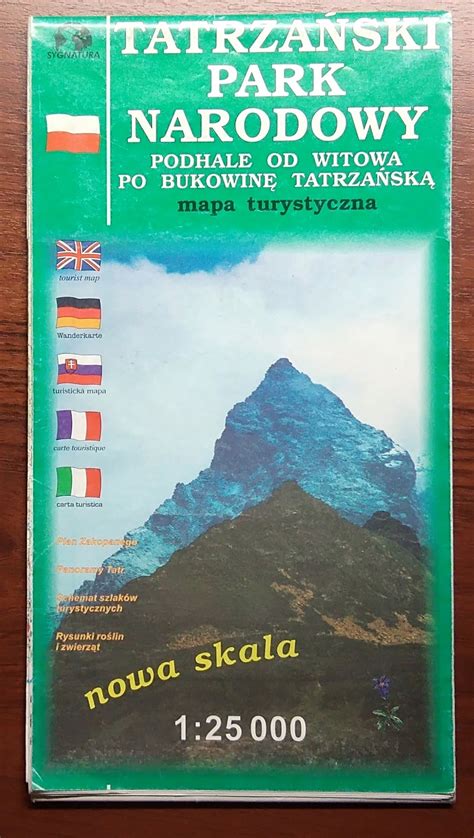 SYGNATURA
TATRZAŃSKI
PARK
NARODOWY
PODHALE OD WITOWA
PO BUKOWINĘ TATRZAŃSKĄ
mapa turystyczna
tourist map
Wanderkarte
turistická mapa
carte touristique
carta turistica
Plan Zakopanego
Panoramy Tatr
Schemat szlaków
turystycznych
Rysunki roślin
i zwierząt
nowa skala
1:25 000